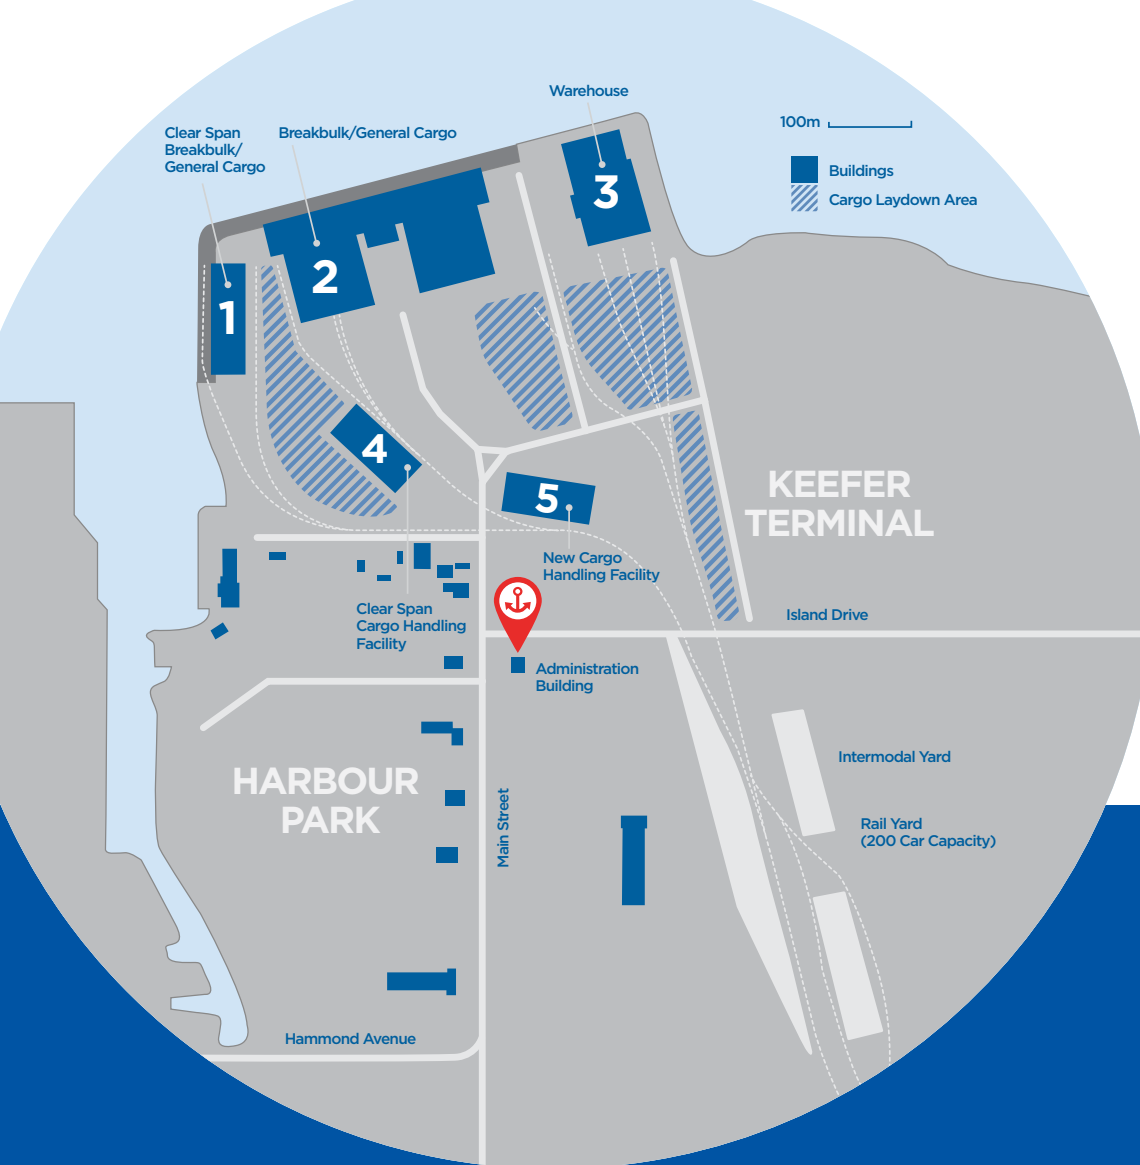 Warehouse
100m
Clear Span
Breakbulk/
General Cargo
Breakbulk/General Cargo
Buildings
Cargo Laydown Area
3
2
1
4
5
KEEFER
TERMINAL
New Cargo
Handling Facility
Clear Span
Cargo Handling
Facility
Island Drive
Administration
Building
Intermodal Yard
HARBOUR
PARK
Main Street
Rail Yard
(200 Car Capacity)
Hammond Avenue